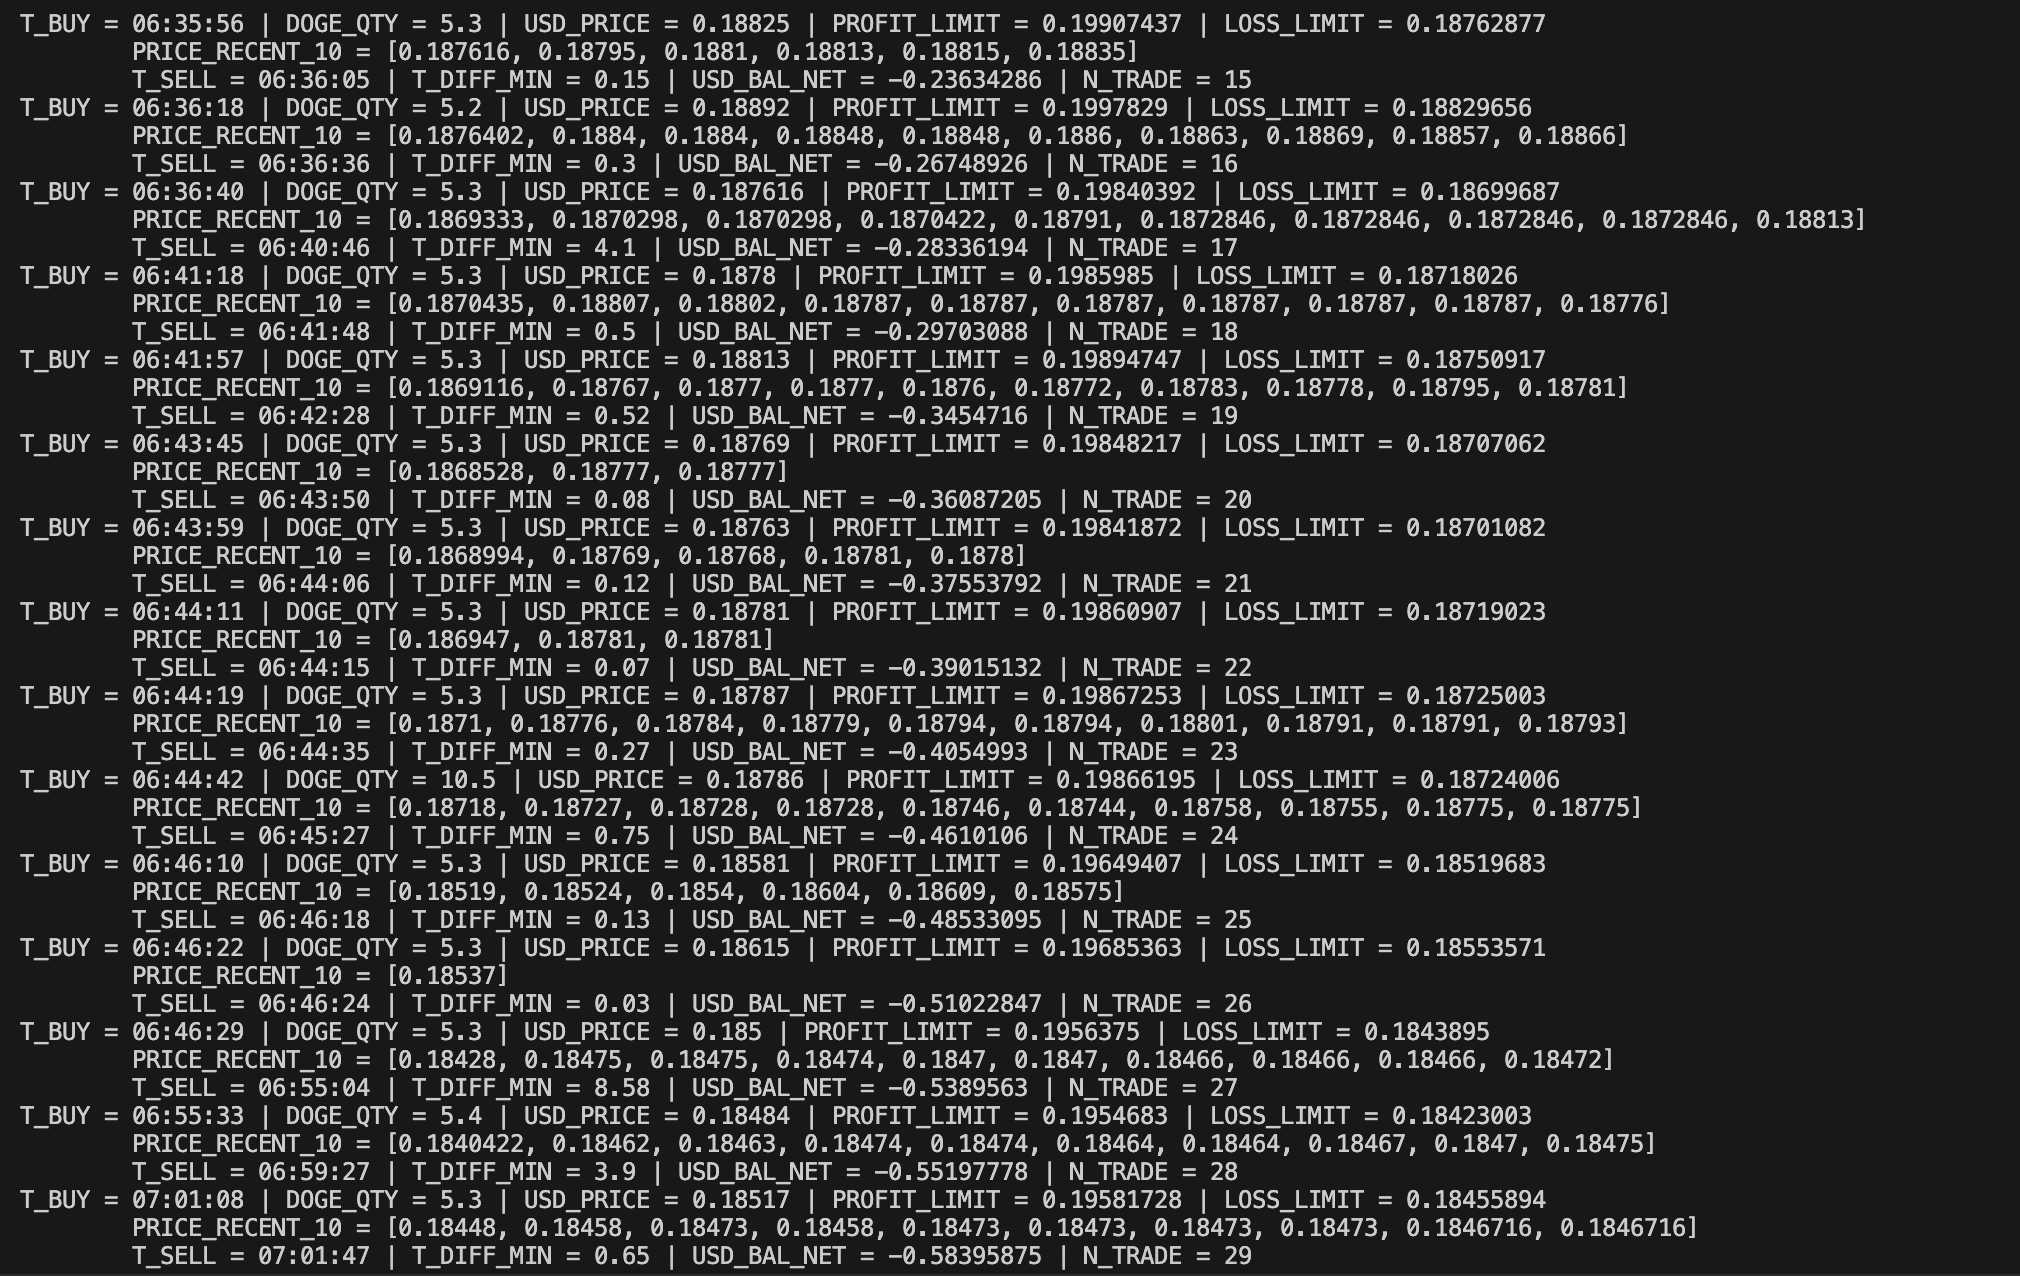 T_BUY = 06:35:56 | DOGE_QTY = 5.3 | USD_PRICE = 0.18825 | PROFIT_LIMIT = 0.19907437 | LOSS_LIMIT = 0.18762877
PRICE_RECENT_10 = [0.187616, 0.18795, 0.1881, 0.18813, 0.18815, 0.18835]
T_SELL = 06:36:05 | T_DIFF_MIN = 0.15 | USD_BAL_NET = -0.23634286 | N_TRADE = 15
T_BUY = 06:36:18 | DOGE_QTY = 5.2 | USD_PRICE = 0.18892 | PROFIT_LIMIT = 0.1997829 | LOSS_LIMIT = 0.18829656
PRICE_RECENT_10 = [0.1876402, 0.1884, 0.1884, 0.18848, 0.18848, 0.1886, 0.18863, 0.18869, 0.18857, 0.18866]
T_SELL = 06:36:36 | T_DIFF_MIN = 0.3 | USD_BAL_NET = -0.26748926 | N_TRADE = 16
T_BUY = 06:36:40 | DOGE_QTY = 5.3 | USD_PRICE = 0.187616 | PROFIT_LIMIT = 0.19840392 | LOSS_LIMIT = 0.18699687
PRICE_RECENT_10 = [0.1869333, 0.1870298, 0.1870298, 0.1870422, 0.18791, 0.1872846, 0.1872846, 0.1872846, 0.1872846, 0.18813]
T_SELL = 06:40:46 | T_DIFF_MIN = 4.1 | USD_BAL_NET = -0.28336194 | N_TRADE = 17
T_BUY = 06:41:18 | DOGE_QTY = 5.3 | USD_PRICE = 0.1878 | PROFIT_LIMIT = 0.1985985 | LOSS_LIMIT = 0.18718026
PRICE_RECENT_10 = [0.1870435, 0.18807, 0.18802, 0.18787, 0.18787, 0.18787, 0.18787, 0.18787, 0.18787, 0.18776]
T_SELL = 06:41:48 | T_DIFF_MIN = 0.5 | USD_BAL_NET = -0.29703088 | N_TRADE = 18
T_BUY = 06:41:57 | DOGE_QTY = 5.3 | USD_PRICE = 0.18813 | PROFIT_LIMIT = 0.19894747 | LOSS_LIMIT = 0.18750917
PRICE_RECENT_10 = [0.1869116, 0.18767, 0.1877, 0.1877, 0.1876, 0.18772, 0.18783, 0.18778, 0.18795, 0.18781]
T_SELL = 06:42:28 | T_DIFF_MIN = 0.52 | USD_BAL_NET = -0.3454716 | N_TRADE = 19
T_BUY = 06:43:45 | DOGE_QTY = 5.3 | USD_PRICE = 0.18769 | PROFIT_LIMIT = 0.19848217 | LOSS_LIMIT = 0.18707062
PRICE_RECENT_10 = [0.1868528, 0.18777, 0.18777]
T_SELL = 06:43:50 | T_DIFF_MIN = 0.08 | USD_BAL_NET = -0.36087205 | N_TRADE = 20
T_BUY = 06:43:59 | DOGE_QTY = 5.3 | USD_PRICE = 0.18763 | PROFIT_LIMIT = 0.19841872 | LOSS_LIMIT = 0.18701082
PRICE_RECENT_10 = [0.1868994, 0.18769, 0.18768, 0.18781, 0.1878]
T_SELL = 06:44:06 | T_DIFF_MIN = 0.12 | USD_BAL_NET = -0.37553792 | N_TRADE = 21
T_BUY = 06:44:11 | DOGE_QTY = 5.3 | USD_PRICE = 0.18781 | PROFIT_LIMIT = 0.19860907 | LOSS_LIMIT = 0.18719023
PRICE_RECENT_10 = [0.186947, 0.18781, 0.18781]
T_SELL = 06:44:15 | T_DIFF_MIN = 0.07 | USD_BAL_NET = -0.39015132 | N_TRADE = 22
T_BUY = 06:44:19 | DOGE_QTY = 5.3 | USD_PRICE = 0.18787 | PROFIT_LIMIT = 0.19867253 | LOSS_LIMIT = 0.18725003
PRICE_RECENT_10 = [0.1871, 0.18776, 0.18784, 0.18779, 0.18794, 0.18794, 0.18801, 0.18791, 0.18791, 0.18793]
T_SELL = 06:44:35 | T_DIFF_MIN = 0.27 | USD_BAL_NET = -0.4054993 | N_TRADE = 23
T_BUY = 06:44:42 | DOGE_QTY = 10.5 | USD_PRICE = 0.18786 | PROFIT_LIMIT = 0.19866195 | LOSS_LIMIT = 0.18724006
PRICE_RECENT_10 = [0.18718, 0.18727, 0.18728, 0.18728, 0.18746, 0.18744, 0.18758, 0.18755, 0.18775, 0.18775]
T_SELL = 06:45:27 | T_DIFF_MIN = 0.75 | USD_BAL_NET = -0.4610106 | N_TRADE = 24
T_BUY = 06:46:10 | DOGE_QTY = 5.3 | USD_PRICE = 0.18581 | PROFIT_LIMIT = 0.19649407 | LOSS_LIMIT = 0.18519683
PRICE_RECENT_10 = [0.18519, 0.18524, 0.1854, 0.18604, 0.18609, 0.18575]
T_SELL = 06:46:18 | T_DIFF_MIN = 0.13 | USD_BAL_NET = -0.48533095 | N_TRADE = 25
T_BUY = 06:46:22 | DOGE_QTY = 5.3 | USD_PRICE = 0.18615 | PROFIT_LIMIT = 0.19685363 | LOSS_LIMIT = 0.18553571
PRICE_RECENT_10 = [0.18537]
T_SELL = 06:46:24 | T_DIFF_MIN = 0.03 | USD_BAL_NET = -0.51022847 | N_TRADE = 26
T_BUY = 06:46:29 | DOGE_QTY = 5.3 | USD_PRICE = 0.185 | PROFIT_LIMIT = 0.1956375 | LOSS_LIMIT = 0.1843895
PRICE_RECENT_10 = [0.18428, 0.18475, 0.18475, 0.18474, 0.1847, 0.1847, 0.18466, 0.18466, 0.18466, 0.18472]
T_SELL = 06:55:04 | T_DIFF_MIN = 8.58 | USD_BAL_NET = -0.5389563 | N_TRADE = 27
T_BUY = 06:55:33 | DOGE_QTY = 5.4 | USD_PRICE = 0.18484 | PROFIT_LIMIT = 0.1954683 | LOSS_LIMIT = 0.18423003
PRICE_RECENT_10 = [0.1840422, 0.18462, 0.18463, 0.18474, 0.18474, 0.18464, 0.18464, 0.18467, 0.1847, 0.18475]
T_SELL = 06:59:27 | T_DIFF_MIN = 3.9 | USD_BAL_NET = -0.55197778 | N_TRADE = 28
T_BUY = 07:01:08 | DOGE_QTY = 5.3 | USD_PRICE = 0.18517 | PROFIT_LIMIT = 0.19581728 | LOSS_LIMIT = 0.18455894
PRICE_RECENT_10 = [0.18448, 0.18458, 0.18473, 0.18458, 0.18473, 0.18473, 0.18473, 0.18473, 0.1846716, 0.1846716]
T_SELL = 07:01:47 | T_DIFF_MIN = 0.65 | USD_BAL_NET = -0.58395875 | N_TRADE = 29